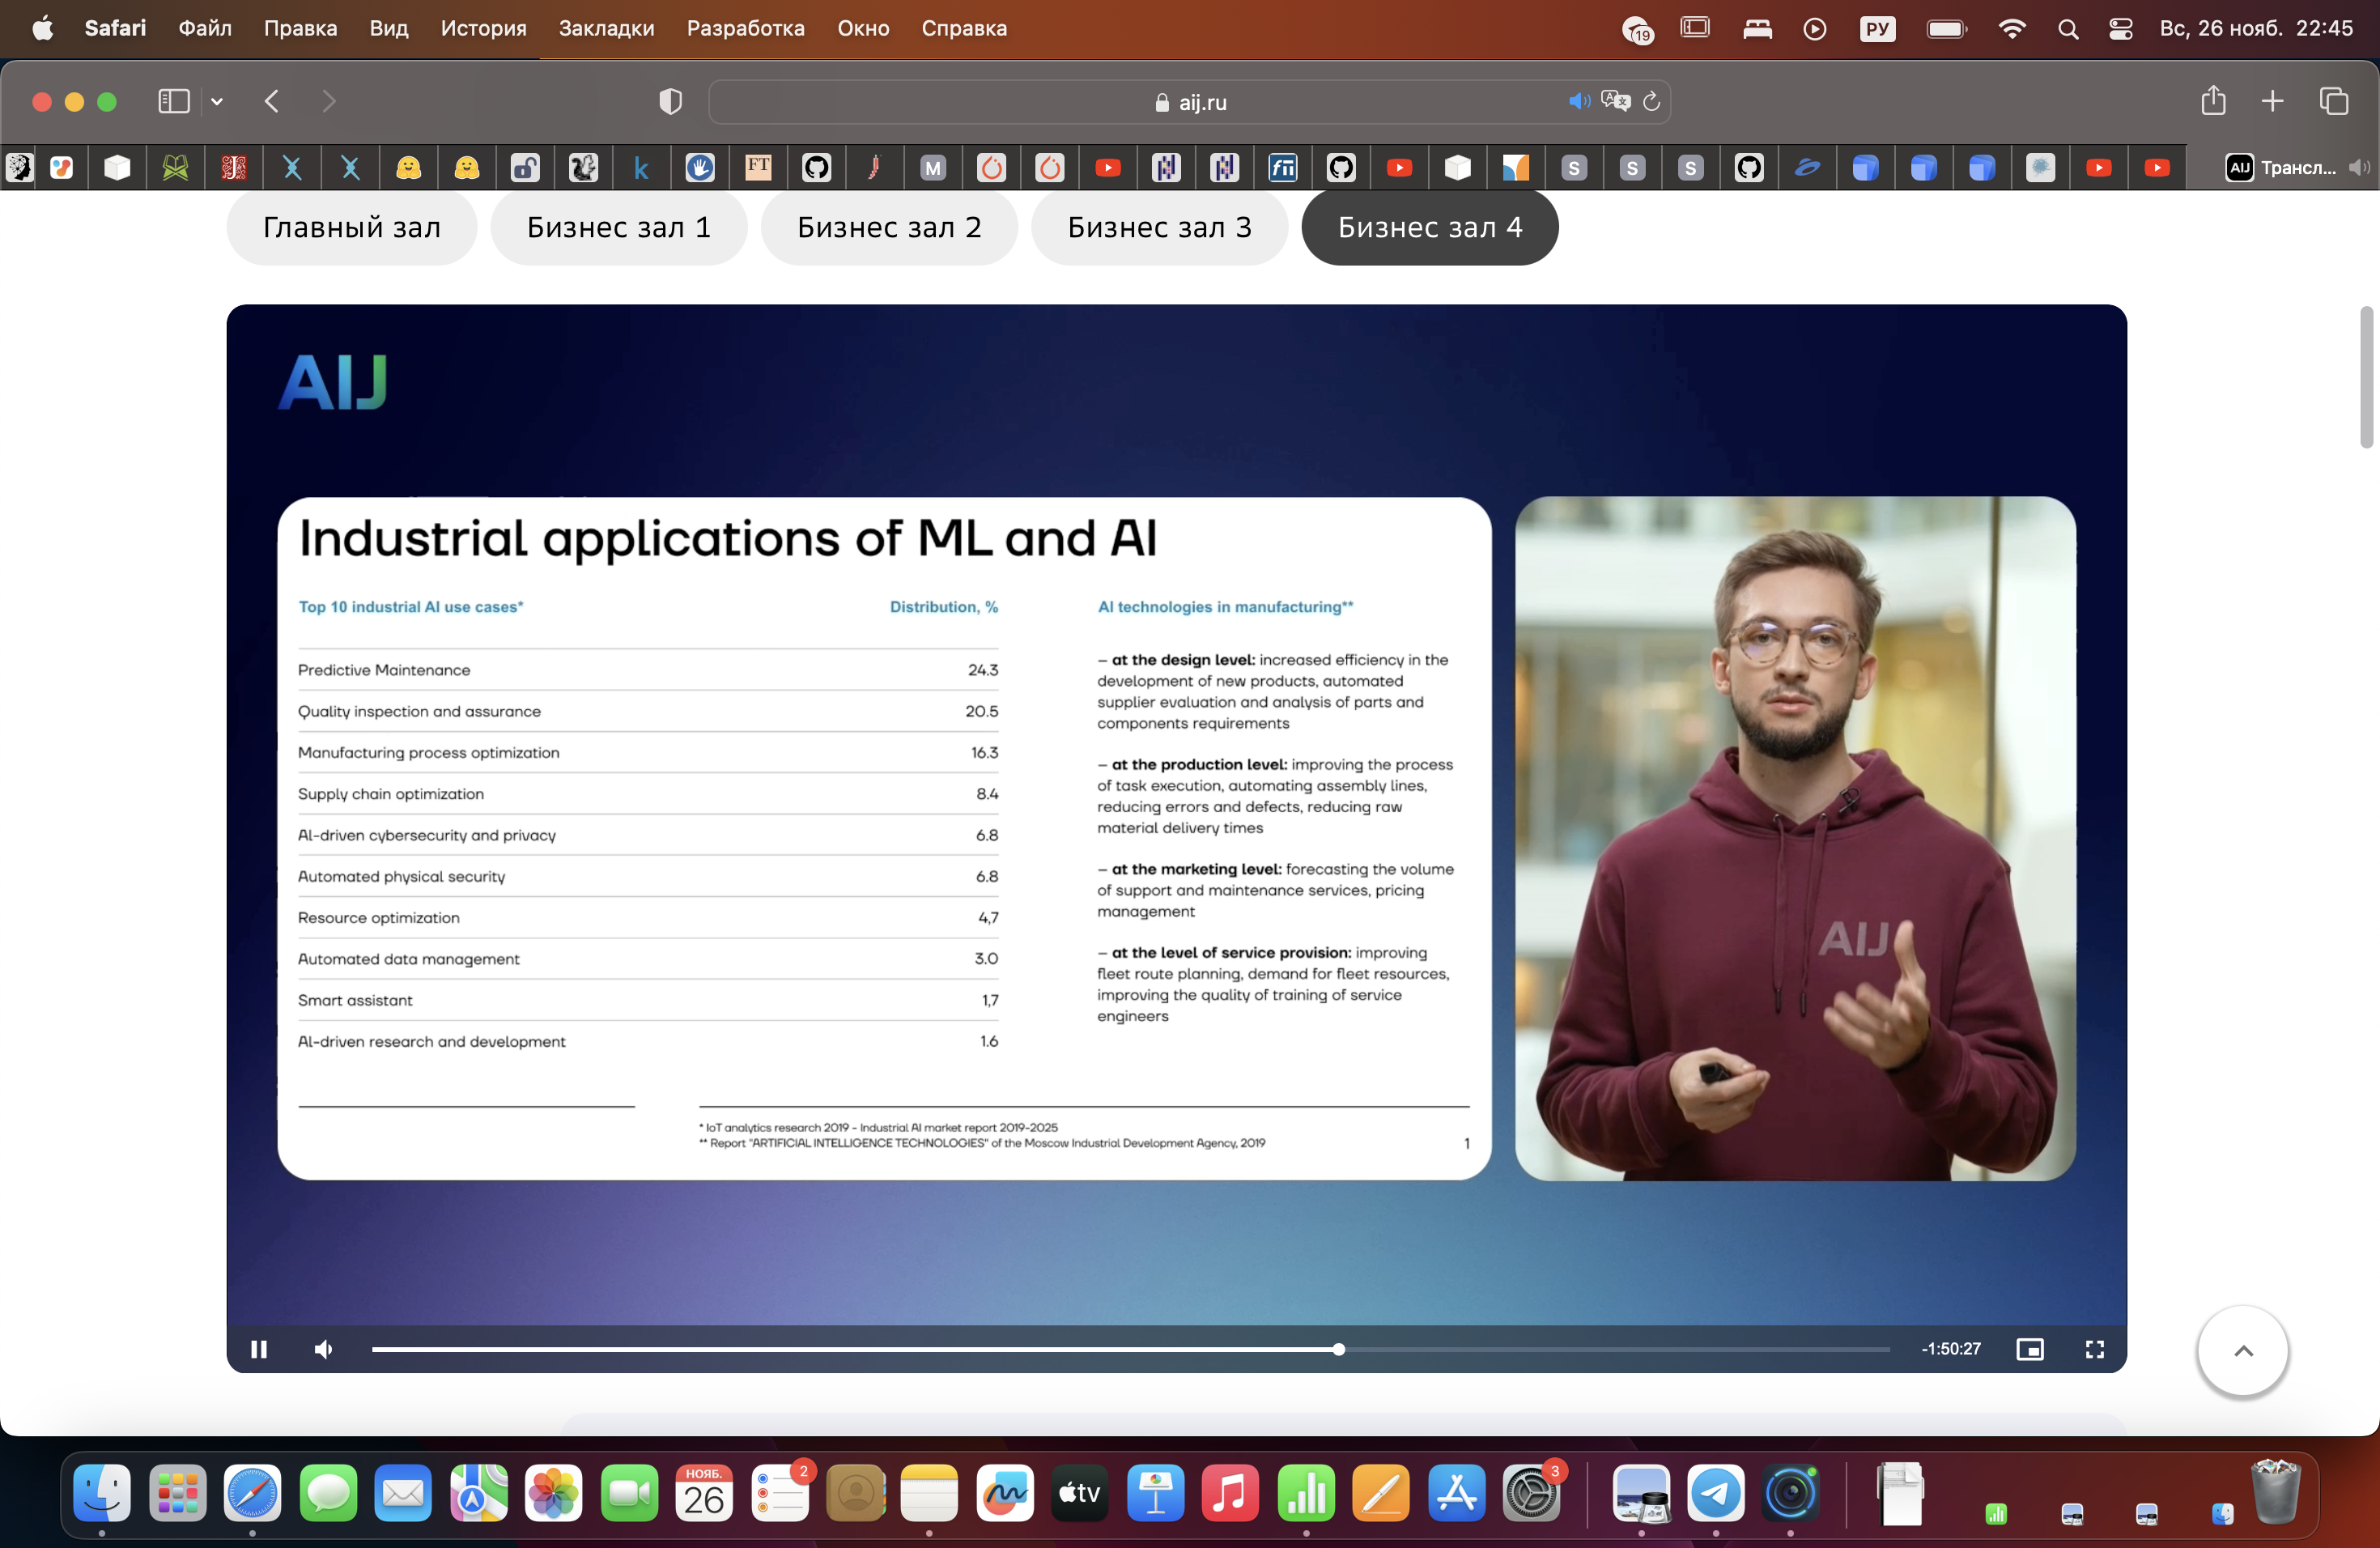 Safari Файл Правка Вид История Закладки Разработка Окно Справка 19 РУ Вс, 26 нояб. 22:45
aij.ru
k FT M fn S S S AIJ Трансл...
Главный зал Бизнес зал 1 Бизнес зал 2 Бизнес зал 3 Бизнес зал 4
AIJ
Industrial applications of ML and AI
Top 10 industrial AI use cases* Distribution, %
Predictive Maintenance 24.3
Quality inspection and assurance 20.5
Manufacturing process optimization 16.3
Supply chain optimization 8.4
AI-driven cybersecurity and privacy 6.8
Automated physical security 6.8
Resource optimization 4,7
Automated data management 3.0
Smart assistant 1,7
AI-driven research and development 1.6
AI technologies in manufacturing**
– at the design level: increased efficiency in the
development of new products, automated
supplier evaluation and analysis of parts and
components requirements
– at the production level: improving the process
of task execution, automating assembly lines,
reducing errors and defects, reducing raw
material delivery times
– at the marketing level: forecasting the volume
of support and maintenance services, pricing
management
– at the level of service provision: improving
fleet route planning, demand for fleet resources,
improving the quality of training of service
engineers
* IoT analytics research 2019 - Industrial AI market report 2019-2025
** Report "ARTIFICIAL INTELLIGENCE TECHNOLOGIES" of the Moscow Industrial Development Agency, 2019
1
AIJ
-1:50:27
НОЯБ.
26
2
tv
3